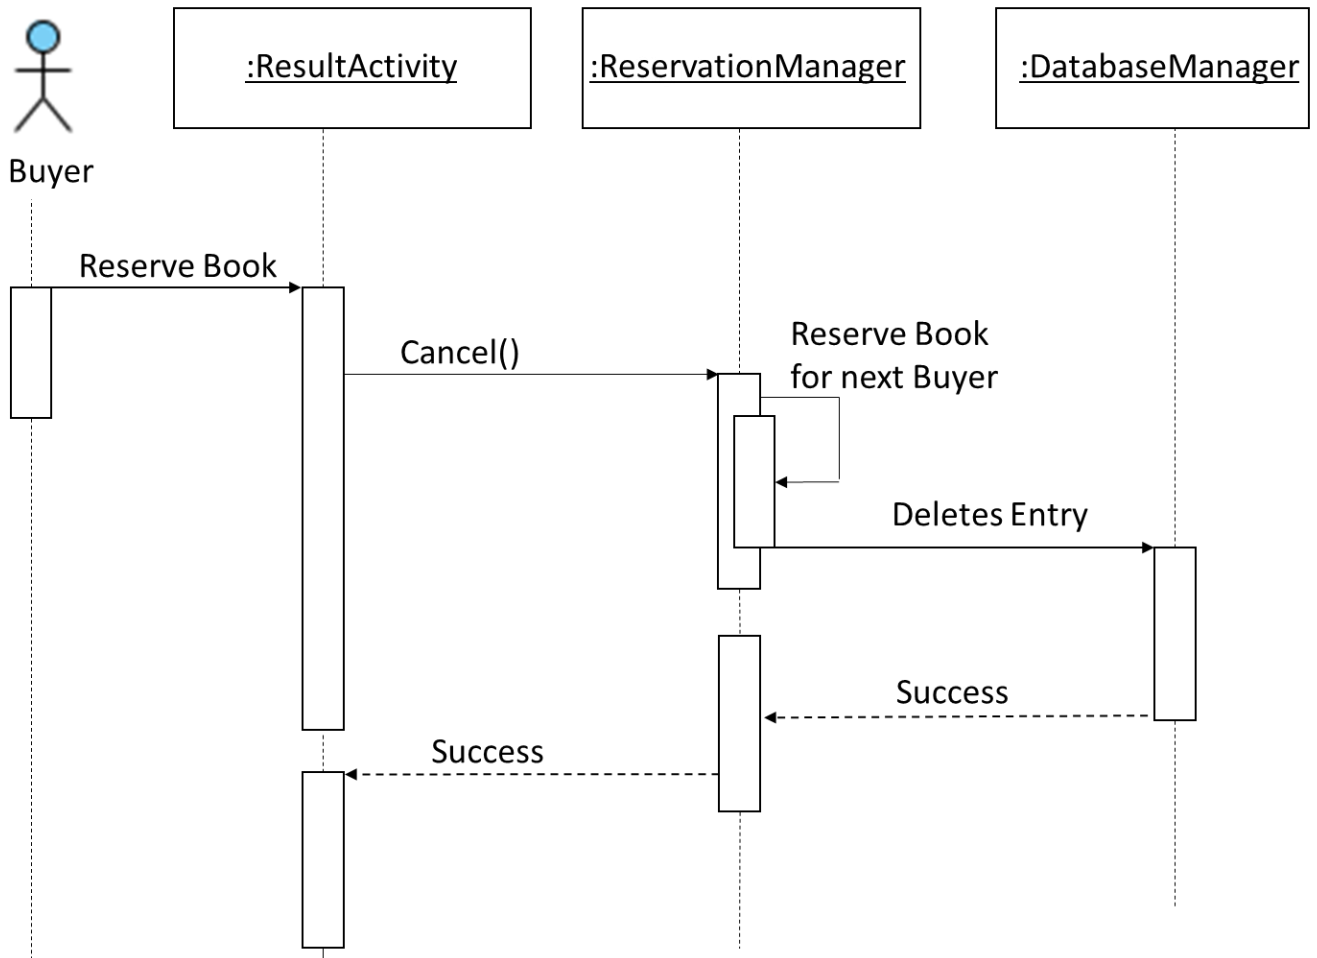 :ResultActivity
:ReservationManager
:DatabaseManager
Buyer
Reserve Book
Cancel()
Reserve Book
for next Buyer
Deletes Entry
Success
Success